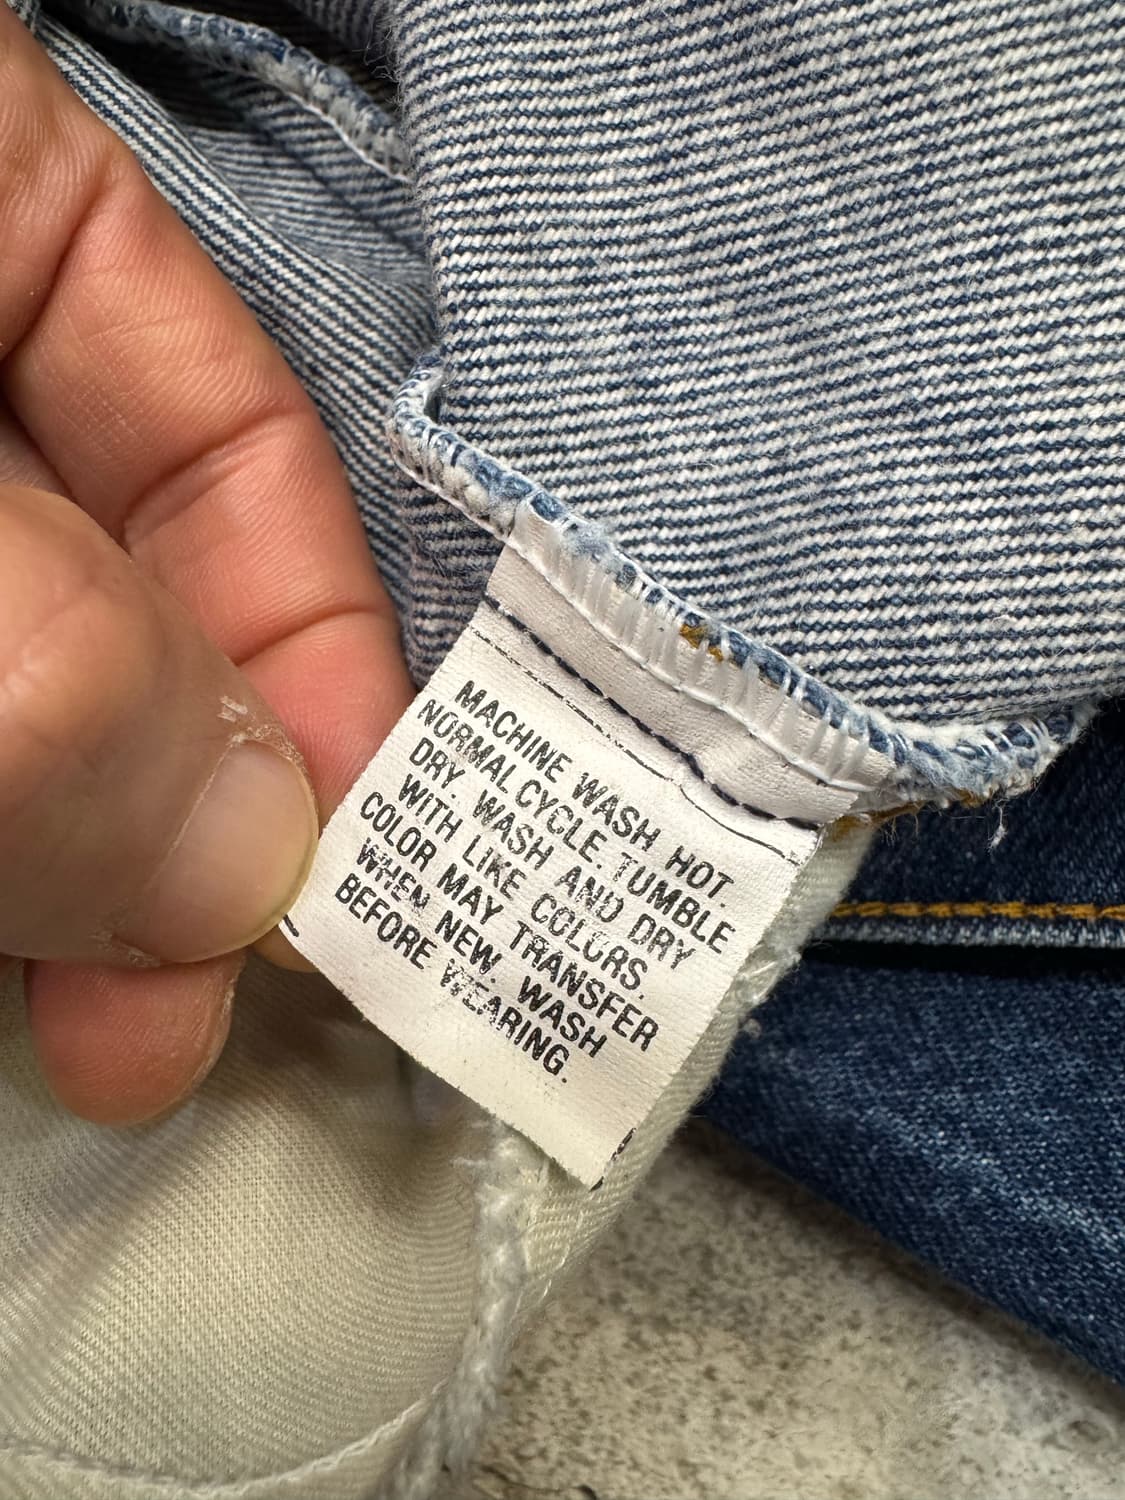 MACHINE WASH HOT.
NORMAL CYCLE. TUMBLE
DRY. WASH AND DRY
WITH LIKE COLORS.
COLOR MAY TRANSFER
WHEN NEW. WASH
BEFORE WEARING.